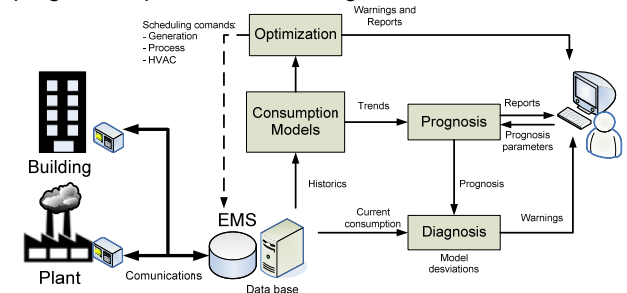 Scheduling comands:
- Generation
- Process
- HVAC
Optimization
Warnings and
Reports
Consumption
Models
Trends
Prognosis
Reports
Prognosis
parameters
Building
Historics
Prognosis
EMS
Current
consumption
Diagnosis
Warnings
Model
desviations
Plant
Comunications
Data base